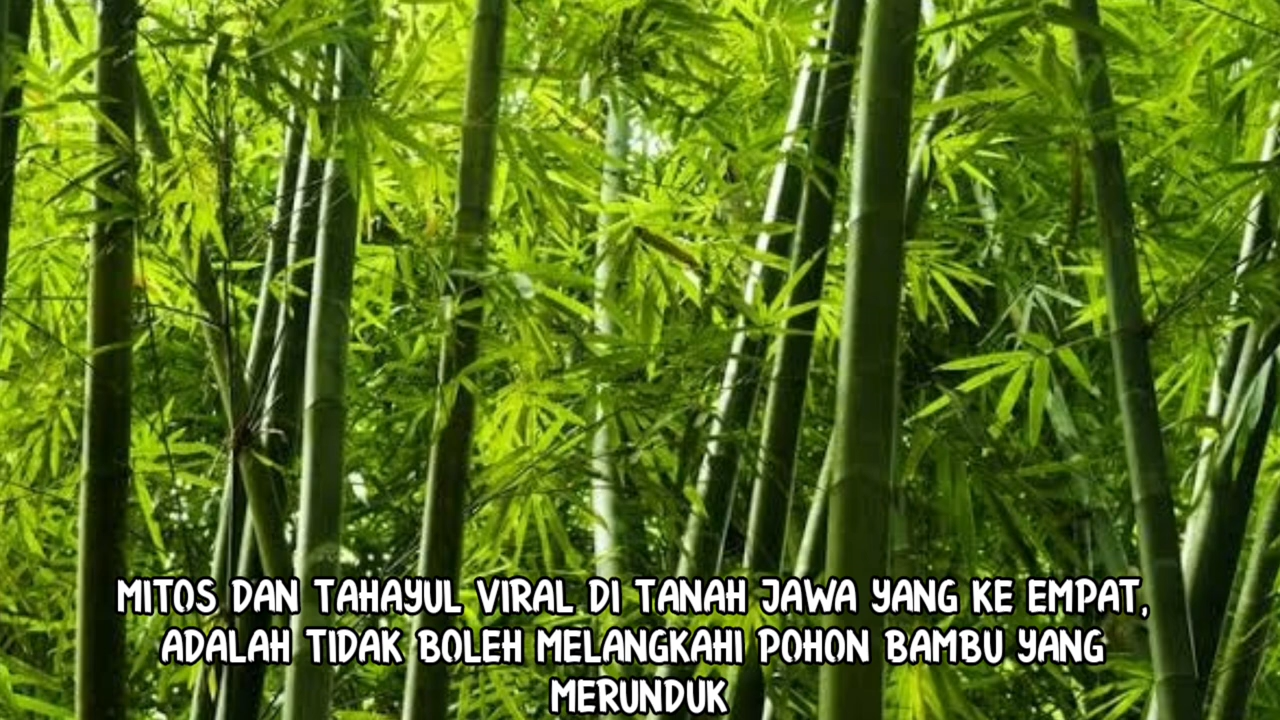 MITOS DAN TAHAYUL VIRAL DI TANAH JAWA YANG KE EMPAT,
ADALAH TIDAK BOLEH MELANGKAHI POHON BAMBU YANG
MERUNDUK